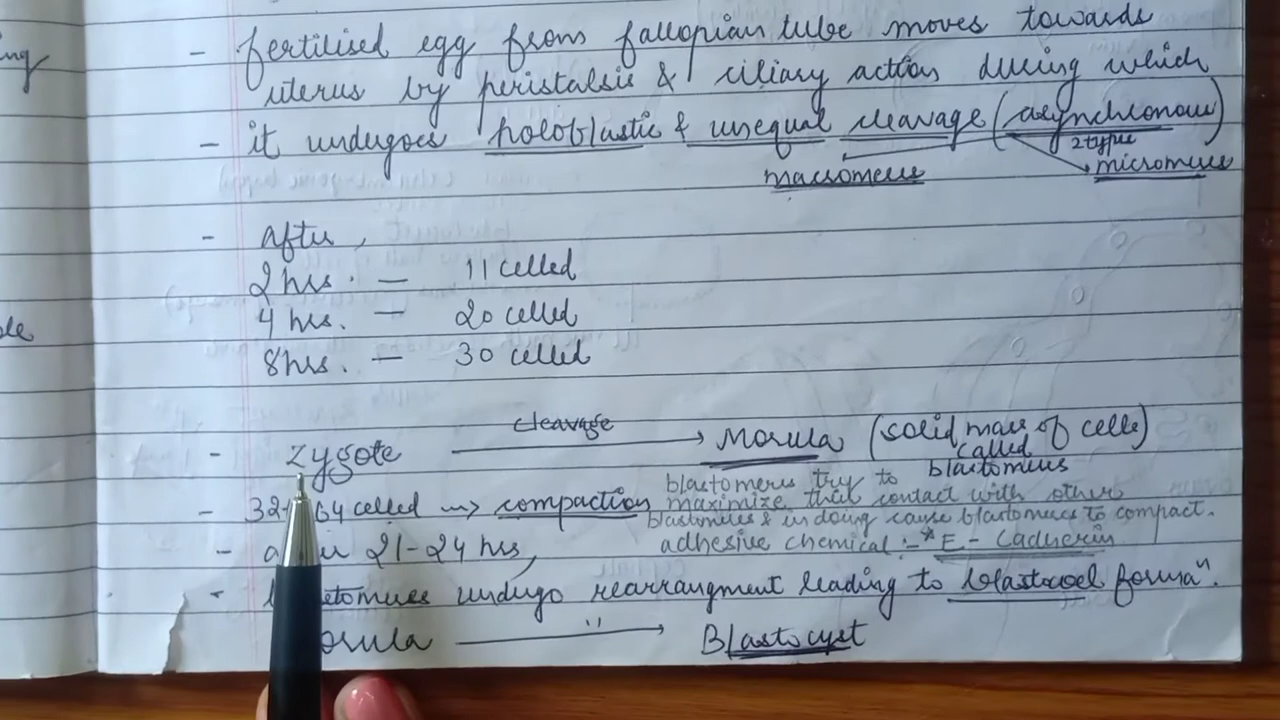 ing
- fertilised egg from fallopian tube moves towards
uterus by peristalsis & ciliary action during which
- it undergoes holoblastic & unequal cleavage (asynchronous)
2 types
macromeres micromeres
- after,
2 hrs. - 11 celled
4 hrs. - 20 celled
8 hrs. - 30 celled
- Zygote cleavage → Morula (solid mass of cells)
called
blastomeres
- 32- 64 celled ⇝ compaction
blastomeres try to
maximize their contact with other
blastomeres & in doing cause blastomeres to compact.
adhesive chemical :-* E- Cadherin
- 21-24 hrs,
- undergo rearrangment leading to blastocoel formaⁿ.
orula " → Blastocyst